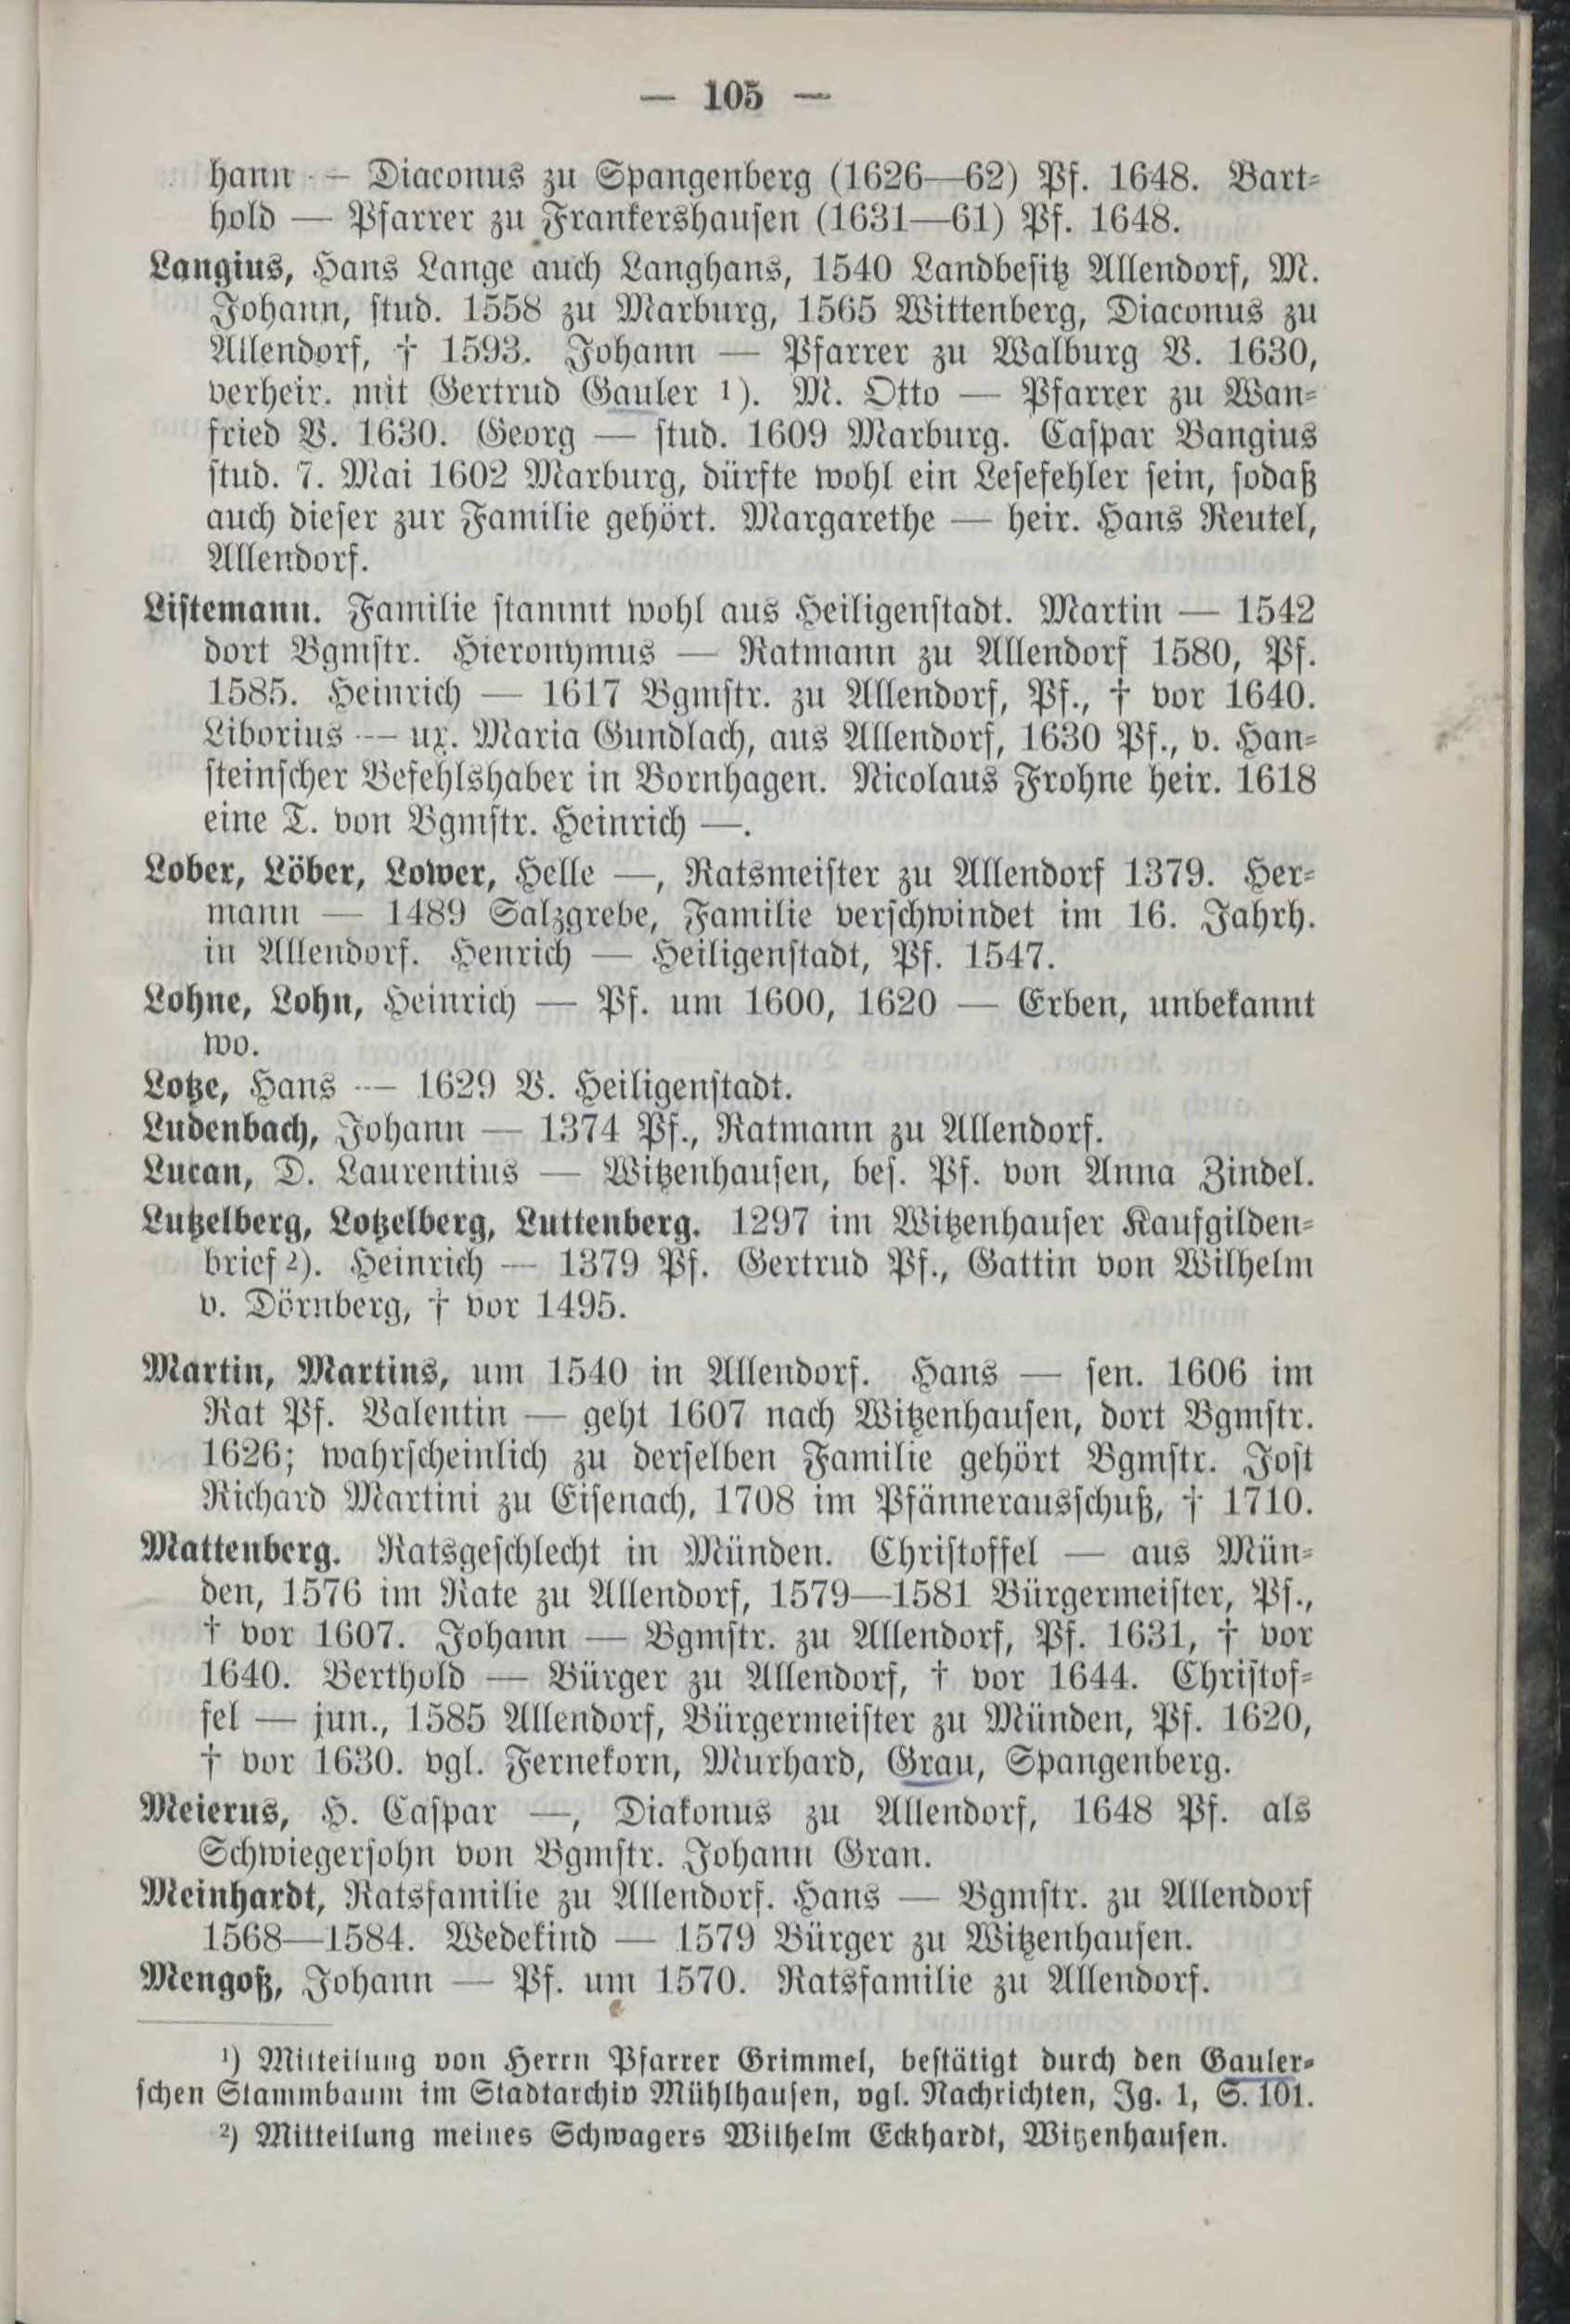 — 105 —
hann — Diaconus zu Spangenberg (1626—62) Pf. 1648. Bart-
hold — Pfarrer zu Frankershausen (1631—61) Pf. 1648.
Langius, Hans Lange auch Langhans, 1540 Landbesitz Allendorf, M.
Johann, stud. 1558 zu Marburg, 1565 Wittenberg, Diaconus zu
Allendorf, † 1593. Johann — Pfarrer zu Walburg V. 1630,
verheir. mit Gertrud Gauler 1). M. Otto — Pfarrer zu Wan-
fried V. 1630. Georg — stud. 1609 Marburg. Caspar Bangius
stud. 7. Mai 1602 Marburg, dürfte wohl ein Lesefehler sein, sodaß
auch dieser zur Familie gehört. Margarethe — heir. Hans Reutel,
Allendorf.
Listemann. Familie stammt wohl aus Heiligenstadt. Martin — 1542
dort Bgmstr. Hieronymus — Ratmann zu Allendorf 1580, Pf.
1585. Heinrich — 1617 Bgmstr. zu Allendorf, Pf., † vor 1640.
Liborius — ux. Maria Gundlach, aus Allendorf, 1630 Pf., v. Han-
steinscher Befehlshaber in Bornhagen. Nicolaus Frohne heir. 1618
eine T. von Bgmstr. Heinrich —.
Lober, Löber, Lower, Helle —, Ratsmeister zu Allendorf 1379. Her-
mann — 1489 Salzgrebe, Familie verschwindet im 16. Jahrh.
in Allendorf. Henrich — Heiligenstadt, Pf. 1547.
Lohne, Lohn, Heinrich — Pf. um 1600, 1620 — Erben, unbekannt
wo.
Lotze, Hans — 1629 V. Heiligenstadt.
Ludenbach, Johann — 1374 Pf., Ratmann zu Allendorf.
Lucan, D. Laurentius — Witzenhausen, bes. Pf. von Anna Zindel.
Lutzelberg, Lotzelberg, Luttenberg. 1297 im Witzenhauser Kaufgilden-
brief 2). Heinrich — 1379 Pf. Gertrud Pf., Gattin von Wilhelm
v. Dörnberg, † vor 1495.
Martin, Martins, um 1540 in Allendorf. Hans — sen. 1606 im
Rat Pf. Valentin — geht 1607 nach Witzenhausen, dort Bgmstr.
1626; wahrscheinlich zu derselben Familie gehört Bgmstr. Jost
Richard Martini zu Eisenach, 1708 im Pfännerausschuß, † 1710.
Mattenberg. Ratsgeschlecht in Münden. Christoffel — aus Mün-
den, 1576 im Rate zu Allendorf, 1579—1581 Bürgermeister, Pf.,
† vor 1607. Johann — Bgmstr. zu Allendorf, Pf. 1631, † vor
1640. Berthold — Bürger zu Allendorf, † vor 1644. Christof-
fel — jun., 1585 Allendorf, Bürgermeister zu Münden, Pf. 1620,
† vor 1630. vgl. Fernekorn, Murhard, Grau, Spangenberg.
Meierus, H. Caspar —, Diakonus zu Allendorf, 1648 Pf. als
Schwiegersohn von Bgmstr. Johann Gran.
Meinhardt, Ratsfamilie zu Allendorf. Hans — Bgmstr. zu Allendorf
1568—1584. Wedekind — 1579 Bürger zu Witzenhausen.
Mengoß, Johann — Pf. um 1570. Ratsfamilie zu Allendorf.
1) Mitteilung von Herrn Pfarrer Grimmel, bestätigt durch den Gauler-
schen Stammbaum im Stadtarchiv Mühlhausen, vgl. Nachrichten, Jg. 1, S. 101.
2) Mitteilung meines Schwagers Wilhelm Eckhardt, Witzenhausen.